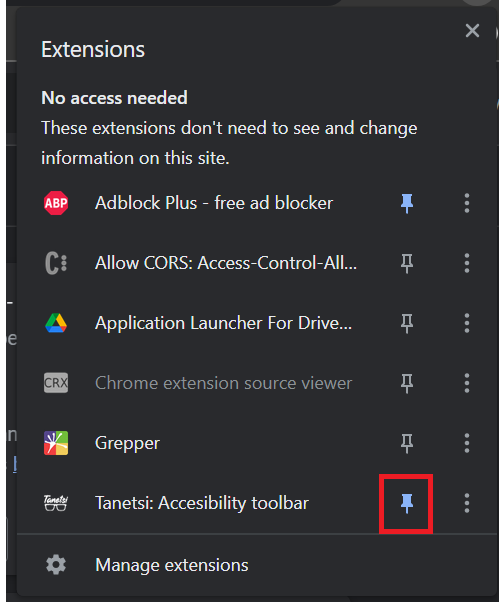 Extensions
No access needed
These extensions don't need to see and change
information on this site.
ABP Adblock Plus - free ad blocker
C Allow CORS: Access-Control-All...
Application Launcher For Drive...
CRX Chrome extension source viewer
Grepper
Tanetsi Tanetsi: Accesibility toolbar
Manage extensions